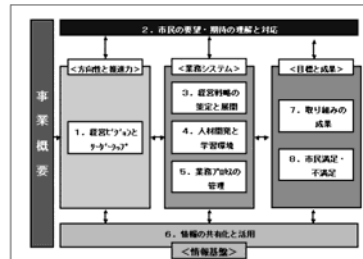 2．市民の要望・期待の理解と対応
事業概要
＜方向性と推進力＞
1．経営ビジョンと
リーダーシップ
＜業務システム＞
3．経営戦略の
策定と展開
4．人材開発と
学習環境
5．業務プロセスの
管理
＜目標と成果＞
7．取り組みの
成果
8．市民満足・
不満足
6．情報の共有化と活用
＜情報基盤＞